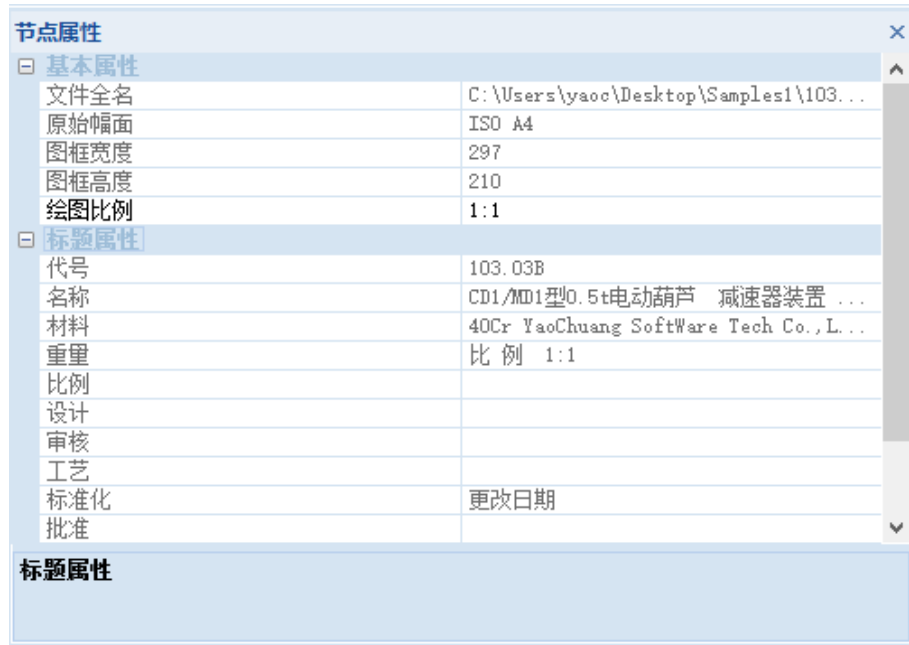 节点属性
基本属性
文件全名 C:\Users\yaoc\Desktop\Samples1\103...
原始幅面 ISO A4
图框宽度 297
图框高度 210
绘图比例 1:1
标题属性
代号 103.03B
名称 CD1/MD1型0.5t电动葫芦 减速器装置 ...
材料 40Cr YaoChuang SoftWare Tech Co.,L...
重量 比 例 1:1
比例
设计
审核
工艺
标准化 更改日期
批准
标题属性